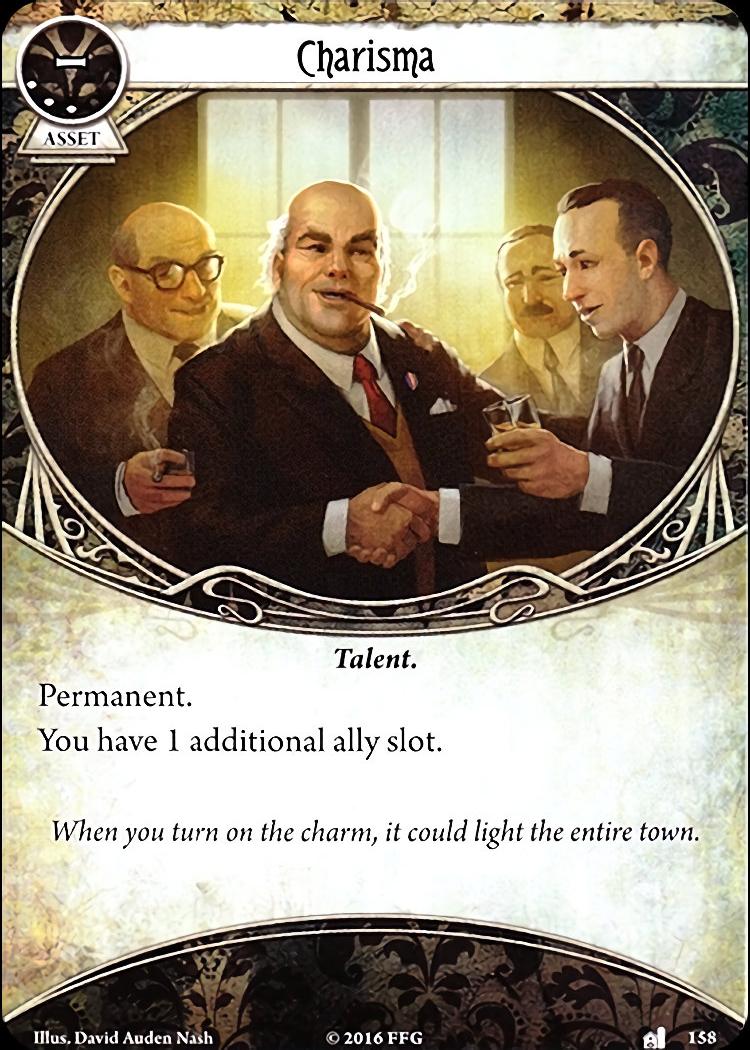 Charisma
–
ASSET
Talent.
Permanent.
You have 1 additional ally slot.
When you turn on the charm, it could light the entire town.
Illus. David Auden Nash
© 2016 FFG
158